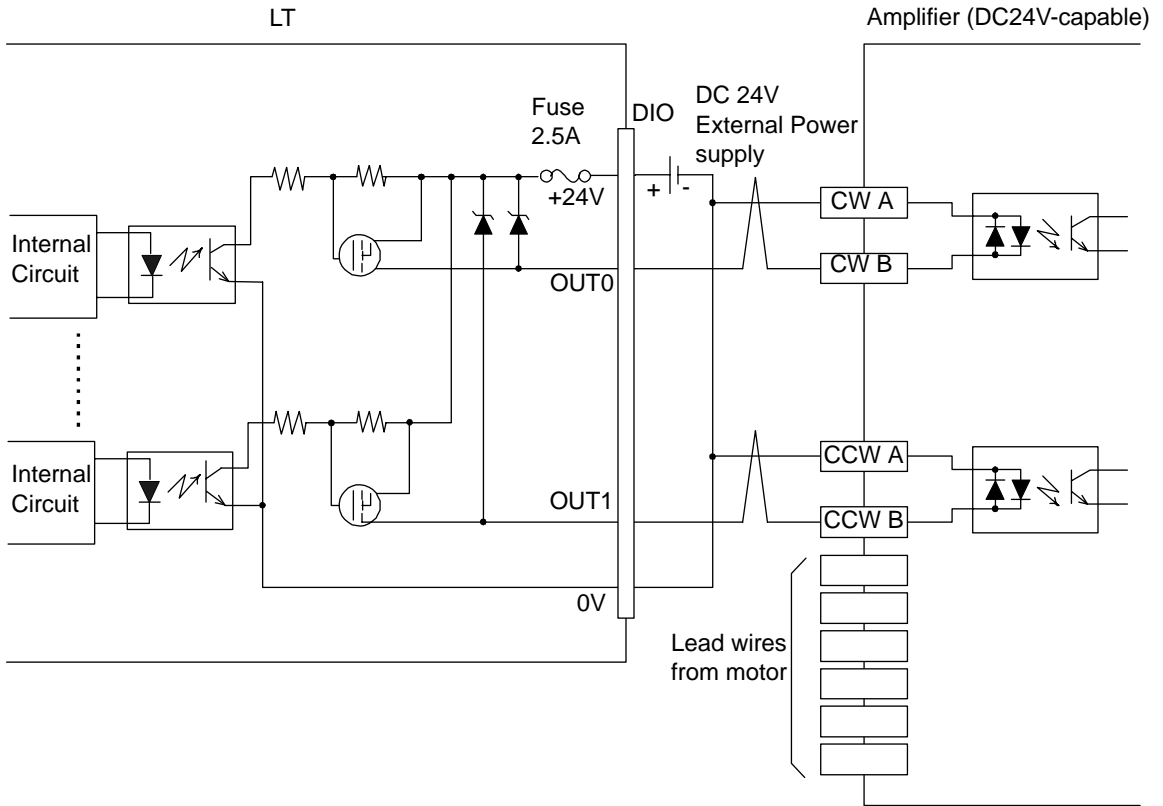 LT
Amplifier (DC24V-capable)
Fuse
2.5A
DIO
DC 24V
External Power
supply
+24V
+
-
CW A
CW B
Internal
Circuit
OUT0
CCW A
CCW B
Internal
Circuit
OUT1
0V
Lead wires
from motor